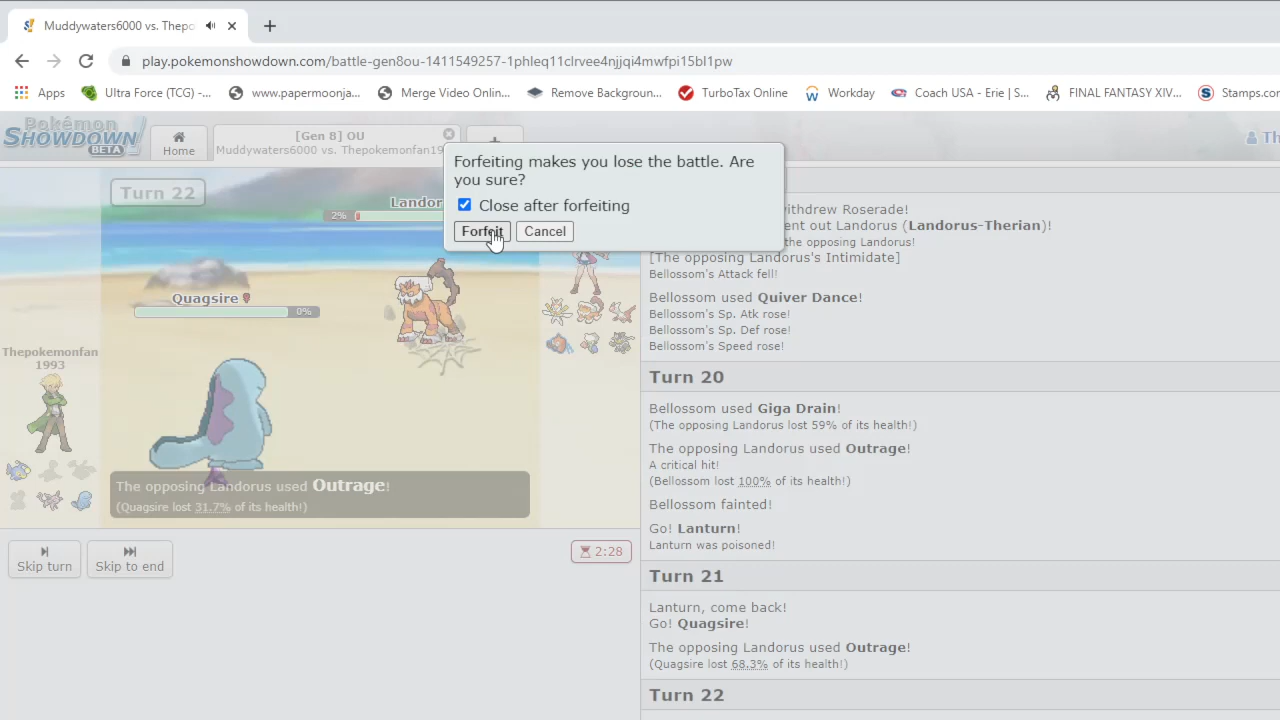 Muddywaters6000 vs. Thepo
play.pokemonshowdown.com/battle-gen8ou-1411549257-1phleq11clrvee4njjqi4mwfpi15bl1pw
Apps Ultra Force (TCG) -... www.papermoonja... Merge Video Onlin... Remove Backgroun... TurboTax Online Workday Coach USA - Erie | S... FINAL FANTASY XIV... Stamps.com
Pokémon
SHOWDOWN
BETA
Home
[Gen 8] OU
Muddywaters6000 vs. Thepokemonfan19
Th
Forfeiting makes you lose the battle. Are
you sure?
Close after forfeiting
Forfeit Cancel
Turn 22
Landor
2%
Quagsire
0%
Thepokemonfan
1993
The opposing Landorus used Outrage!
(Quagsire lost 31.7% of its health!)
Skip turn
Skip to end
2:28
withdrew Roserade!
ent out Landorus (Landorus-Therian)!
the opposing Landorus!
[The opposing Landorus's Intimidate]
Bellossom's Attack fell!
Bellossom used Quiver Dance!
Bellossom's Sp. Atk rose!
Bellossom's Sp. Def rose!
Bellossom's Speed rose!
Turn 20
Bellossom used Giga Drain!
(The opposing Landorus lost 59% of its health!)
The opposing Landorus used Outrage!
A critical hit!
(Bellossom lost 100% of its health!)
Bellossom fainted!
Go! Lanturn!
Lanturn was poisoned!
Turn 21
Lanturn, come back!
Go! Quagsire!
The opposing Landorus used Outrage!
(Quagsire lost 68.3% of its health!)
Turn 22